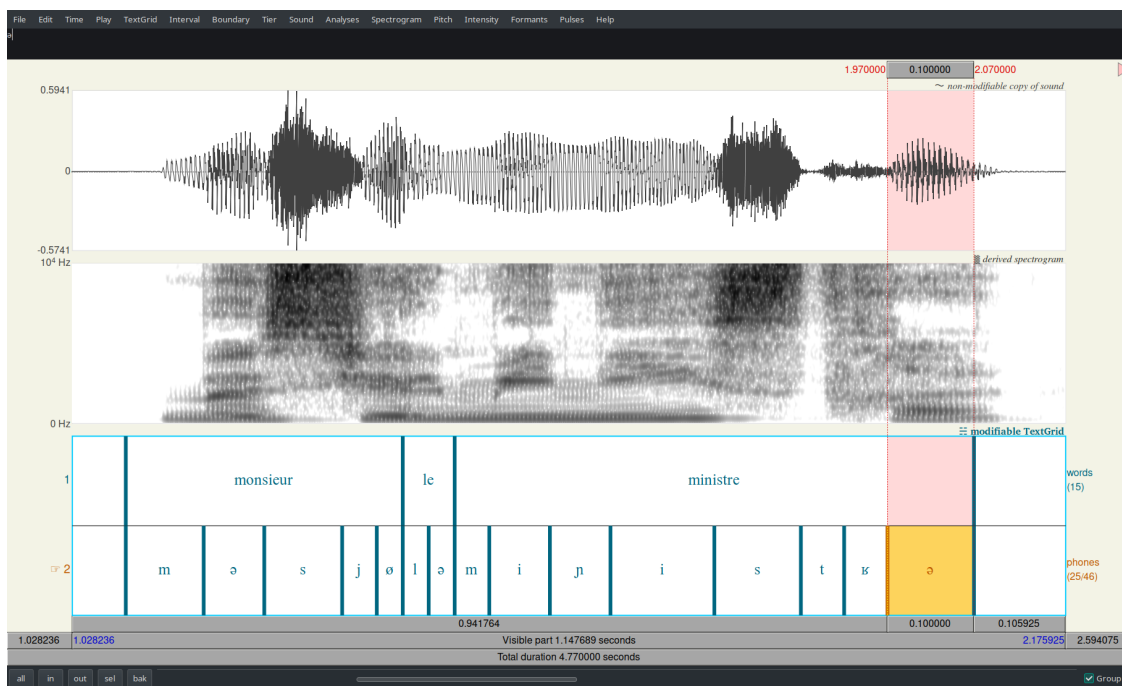 File Edit Time Play TextGrid Interval Boundary Tier Sound Analyses Spectrogram Pitch Intensity Formants Pulses Help
ə
1.970000 0.100000 2.070000
~ non-modifiable copy of sound
0.5941
0
-0.5741
derived spectrogram
10⁴ Hz
0 Hz
modifiable TextGrid
1 monsieur le ministre words
(15)
☞ 2 m ə s j ø l ə m i ɲ i s t ʁ ə phones
(25/46)
0.941764 0.100000 0.105925
1.028236 1.028236 Visible part 1.147689 seconds 2.175925 2.594075
Total duration 4.770000 seconds
all in out sel bak Group